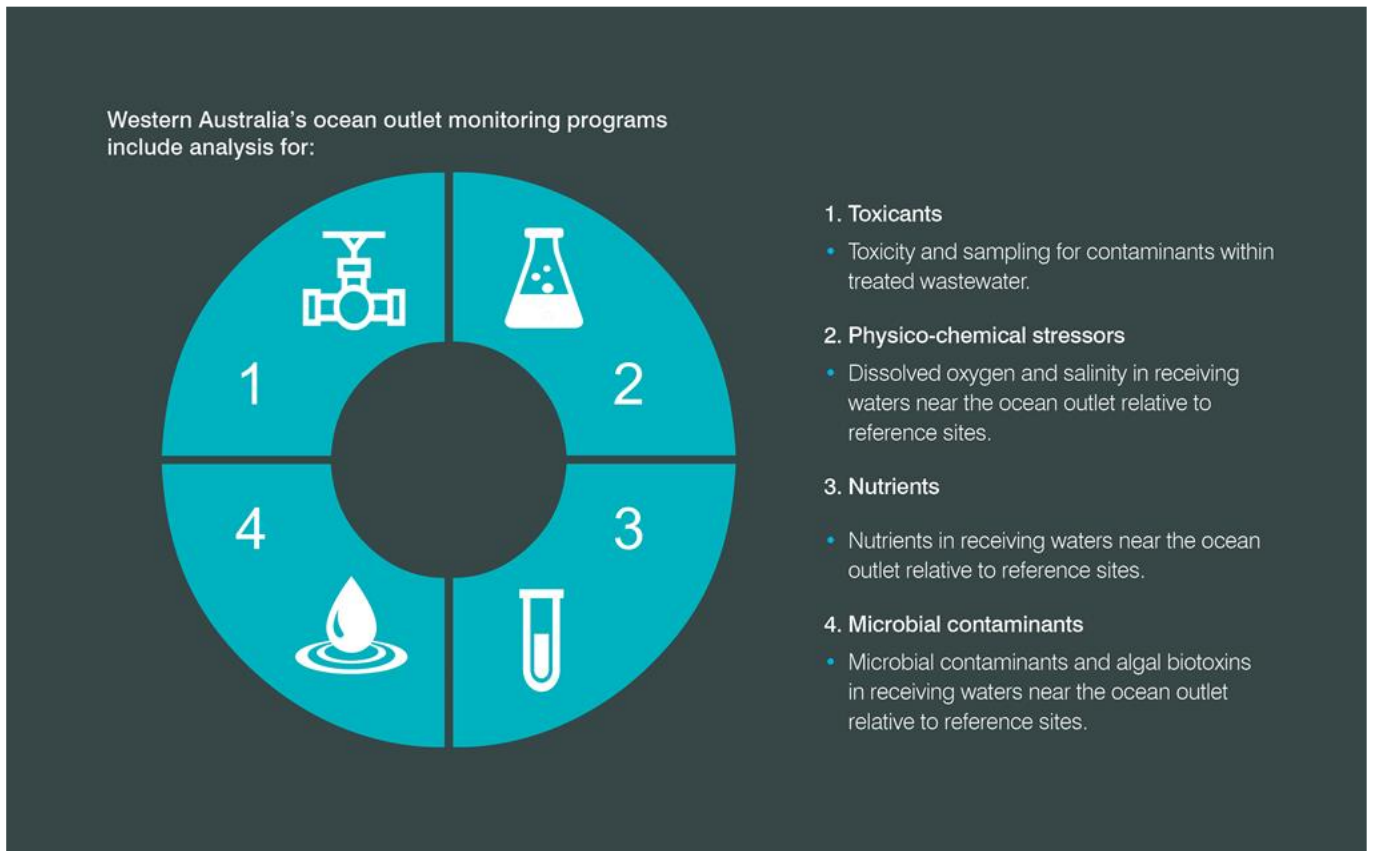 Western Australia's ocean outlet monitoring programs
include analysis for:
1
2
3
4
1. Toxicants
• Toxicity and sampling for contaminants within
treated wastewater.
2. Physico-chemical stressors
• Dissolved oxygen and salinity in receiving
waters near the ocean outlet relative to
reference sites.
3. Nutrients
• Nutrients in receiving waters near the ocean
outlet relative to reference sites.
4. Microbial contaminants
• Microbial contaminants and algal biotoxins
in receiving waters near the ocean outlet
relative to reference sites.